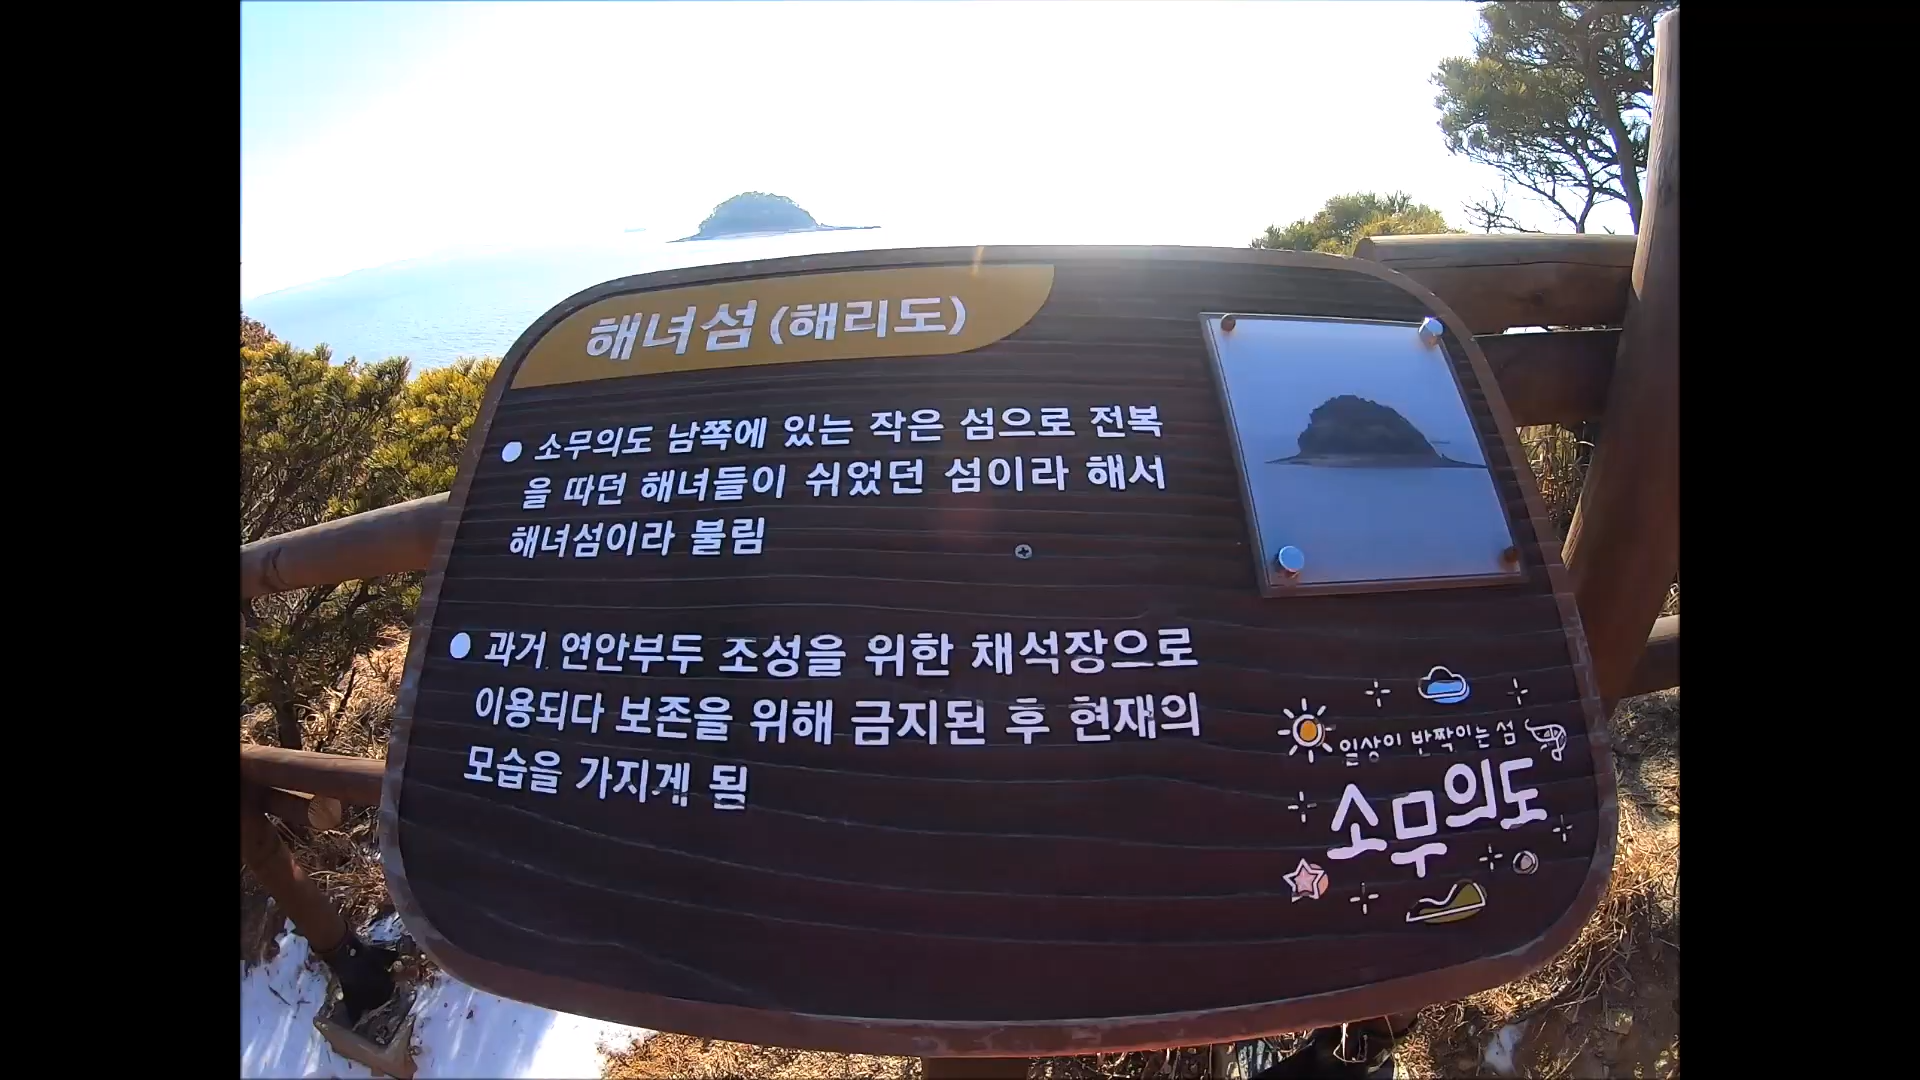 해녀섬 (해리도)
● 소무의도 남쪽에 있는 작은 섬으로 전복
을 따던 해녀들이 쉬었던 섬이라 해서
해녀섬이라 불림
● 과거 연안부두 조성을 위한 채석장으로
이용되다 보존을 위해 금지된 후 현재의
모습을 가지게 됨
일상이 반짝이는 섬
소무의도